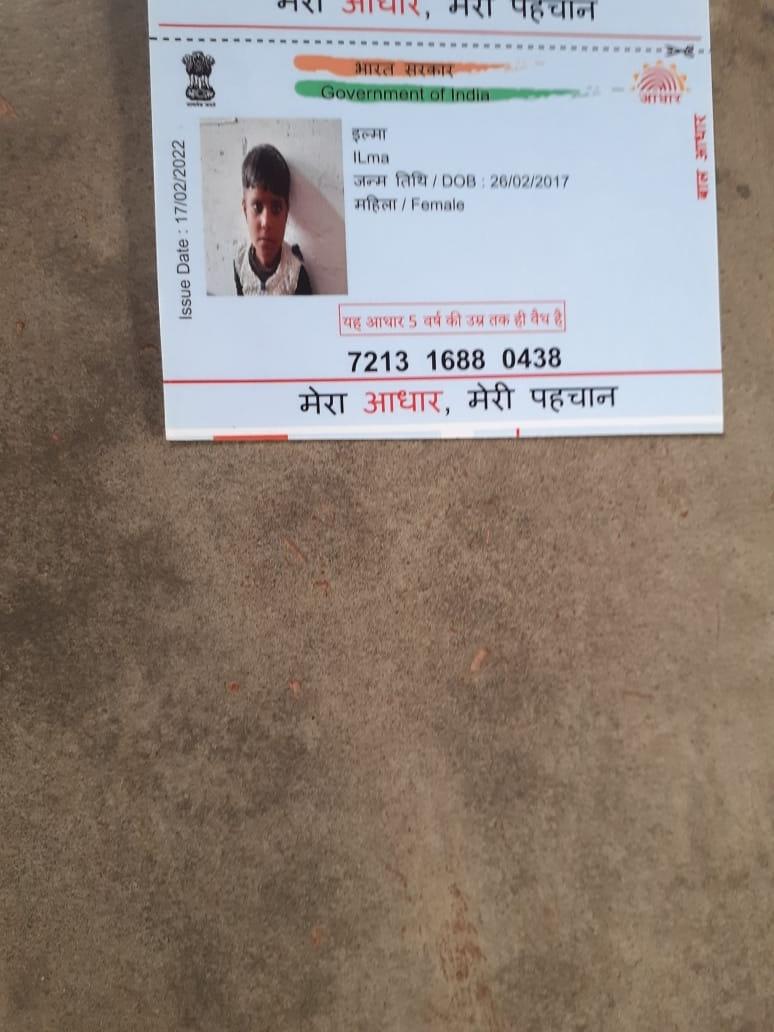 मेरा आधार, मेरी पहचान
भारत सरकार
Government of India
आधार
Issue Date : 17/02/2022
इल्मा
ILma
जन्म तिथि / DOB : 26/02/2017
महिला / Female
बाल आधार
यह आधार 5 वर्ष की उम्र तक ही वैध है
7213 1688 0438
मेरा आधार, मेरी पहचान